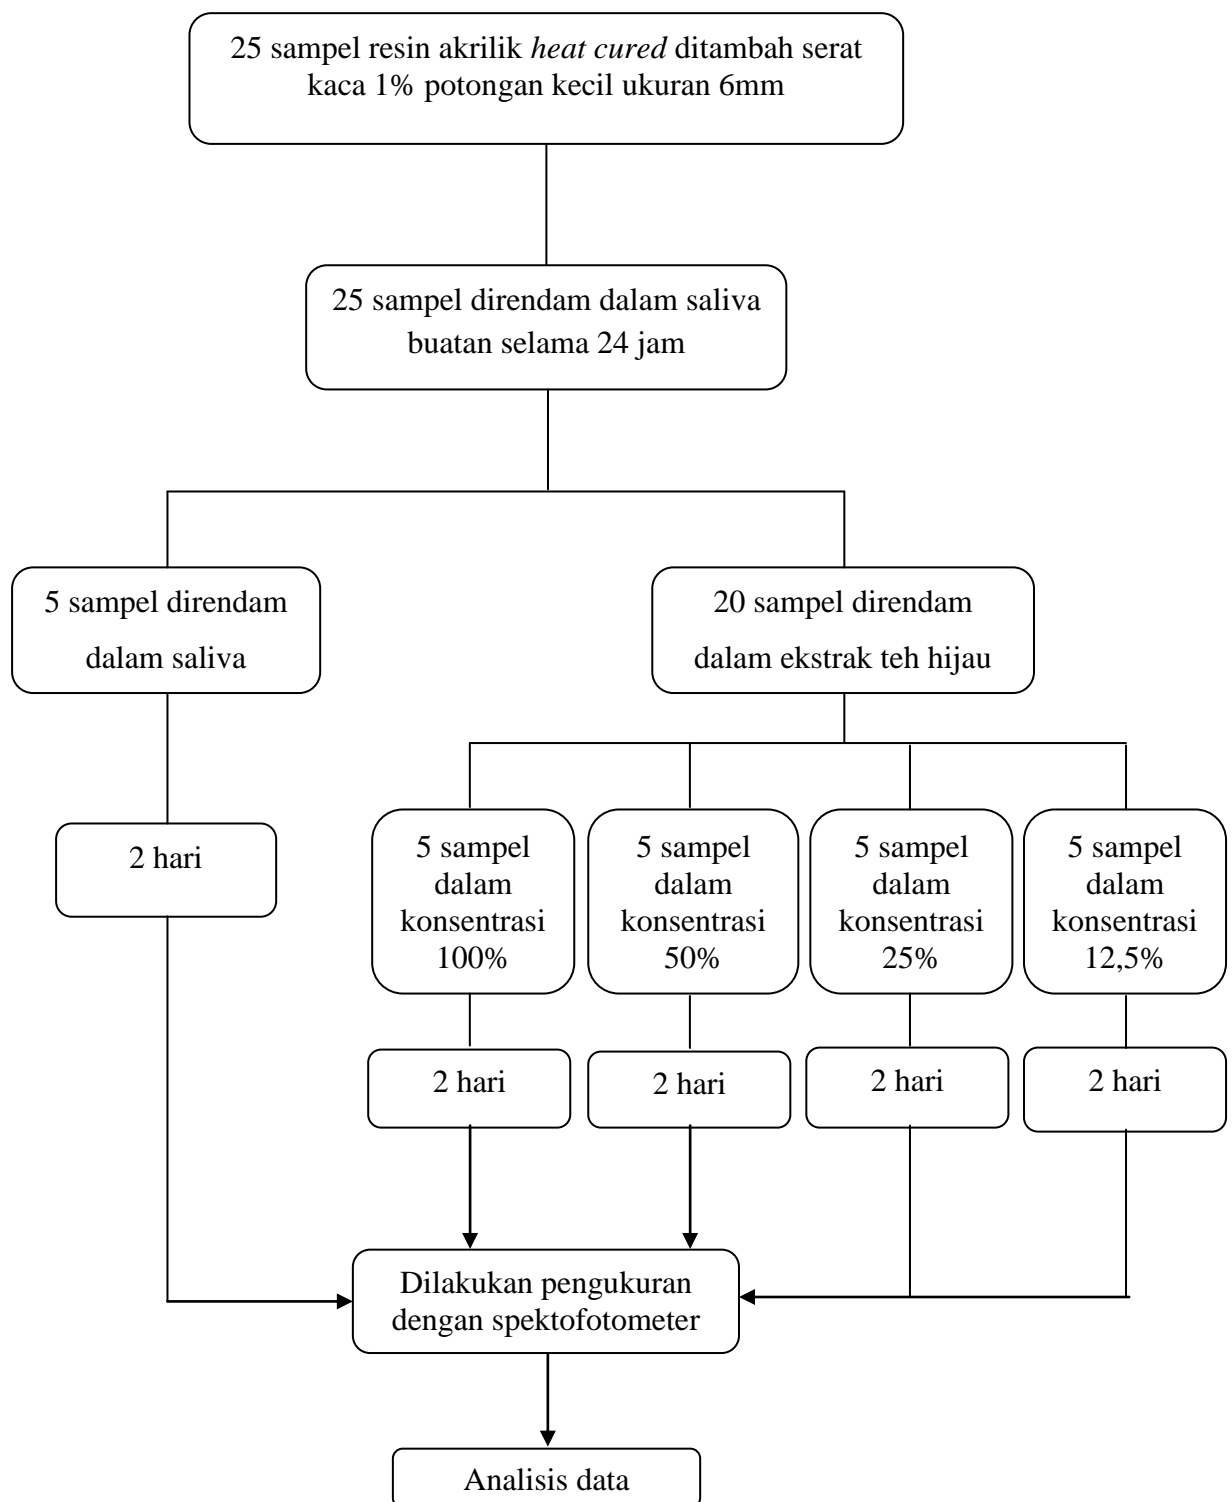 25 sampel resin akrilik heat cured ditambah serat
kaca 1% potongan kecil ukuran 6mm
25 sampel direndam dalam saliva
buatan selama 24 jam
5 sampel direndam
dalam saliva
20 sampel direndam
dalam ekstrak teh hijau
2 hari
5 sampel
dalam
konsentrasi
100%
5 sampel
dalam
konsentrasi
50%
5 sampel
dalam
konsentrasi
25%
5 sampel
dalam
konsentrasi
12,5%
2 hari
2 hari
2 hari
2 hari
Dilakukan pengukuran
dengan spektofotometer
Analisis data